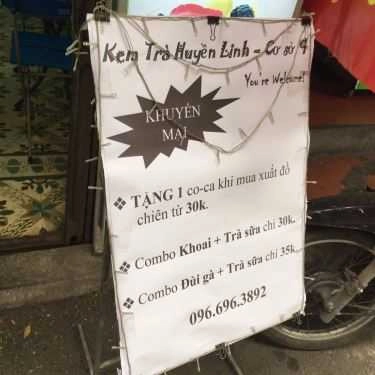 Kem Trà Huyền Linh - Cơ sở 4
You're Welcome!
KHUYẾN
MẠI
❖ TẶNG 1 co-ca khi mua xuất đồ
chiên từ 30k.
❖ Combo Khoai + Trà sữa chỉ 30k.
❖ Combo Đùi gà + Trà sữa chỉ 35k.
096.696.3892